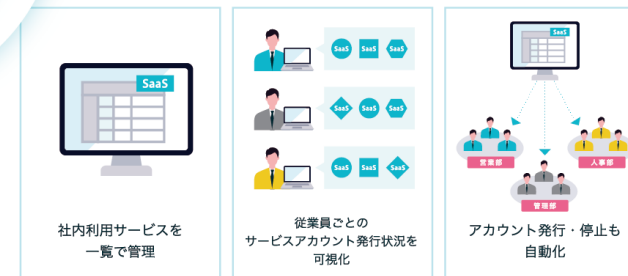 SaaS
社内利用サービスを
一覧で管理
SaaS SaaS SaaS
SaaS SaaS SaaS
SaaS SaaS SaaS
従業員ごとの
サービスアカウント発行状況を
可視化
SaaS
営業部
人事部
管理部
アカウント発行・停止も
自動化